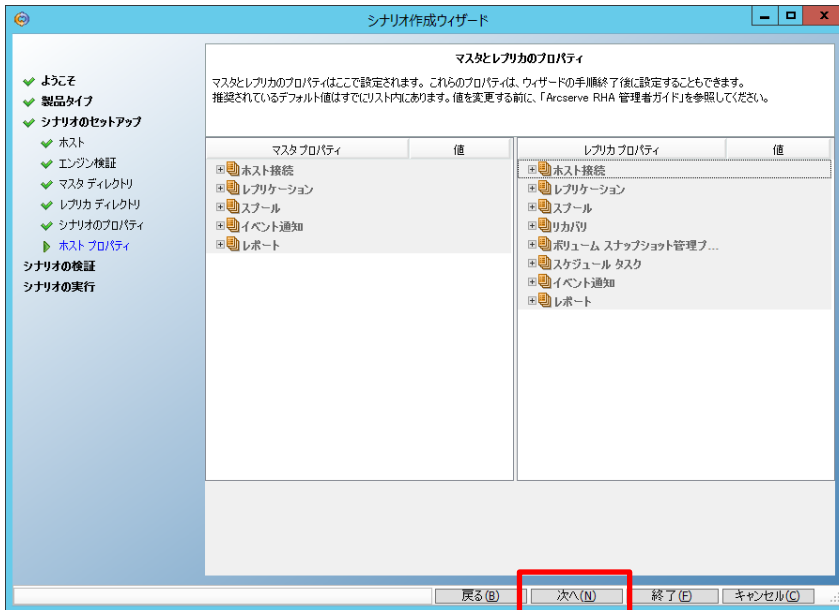 シナリオ作成ウィザード
ようこそ
製品タイプ
シナリオのセットアップ
ホスト
エンジン検証
マスタ ディレクトリ
レプリカ ディレクトリ
シナリオのプロパティ
ホスト プロパティ
シナリオの検証
シナリオの実行
マスタとレプリカのプロパティ
マスタとレプリカのプロパティはここで設定されます。これらのプロパティは、ウィザードの手順終了後に設定することもできます。
推奨されているデフォルト値はすでにリスト内にあります。値を変更する前に、「Arcserve RHA 管理者ガイド」を参照してください。
マスタ プロパティ 値
ホスト接続
レプリケーション
スプール
イベント通知
レポート
レプリカ プロパティ 値
ホスト接続
レプリケーション
スプール
リカバリ
ボリューム スナップショット管理プ...
スケジュール タスク
イベント通知
レポート
戻る(B) 次へ(N) 終了(F) キャンセル(C)